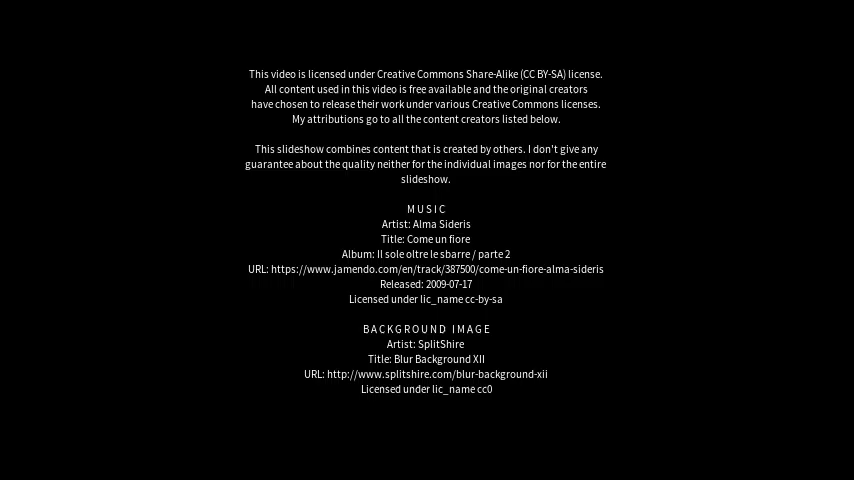 This video is licensed under Creative Commons Share-Alike (CC BY-SA) license.
All content used in this video is free available and the original creators
have chosen to release their work under various Creative Commons licenses.
My attributions go to all the content creators listed below.
This slideshow combines content that is created by others. I don't give any
guarantee about the quality neither for the individual images nor for the entire
slideshow.
MUSIC
Artist: Alma Sideris
Title: Come un fiore
Album: Il sole oltre le sbarre / parte 2
URL: https://www.jamendo.com/en/track/387500/come-un-fiore-alma-sideris
Released: 2009-07-17
Licensed under lic_name cc-by-sa
BACKGROUND IMAGE
Artist: SplitShire
Title: Blur Background XII
URL: http://www.splitshire.com/blur-background-xii
Licensed under lic_name cc0